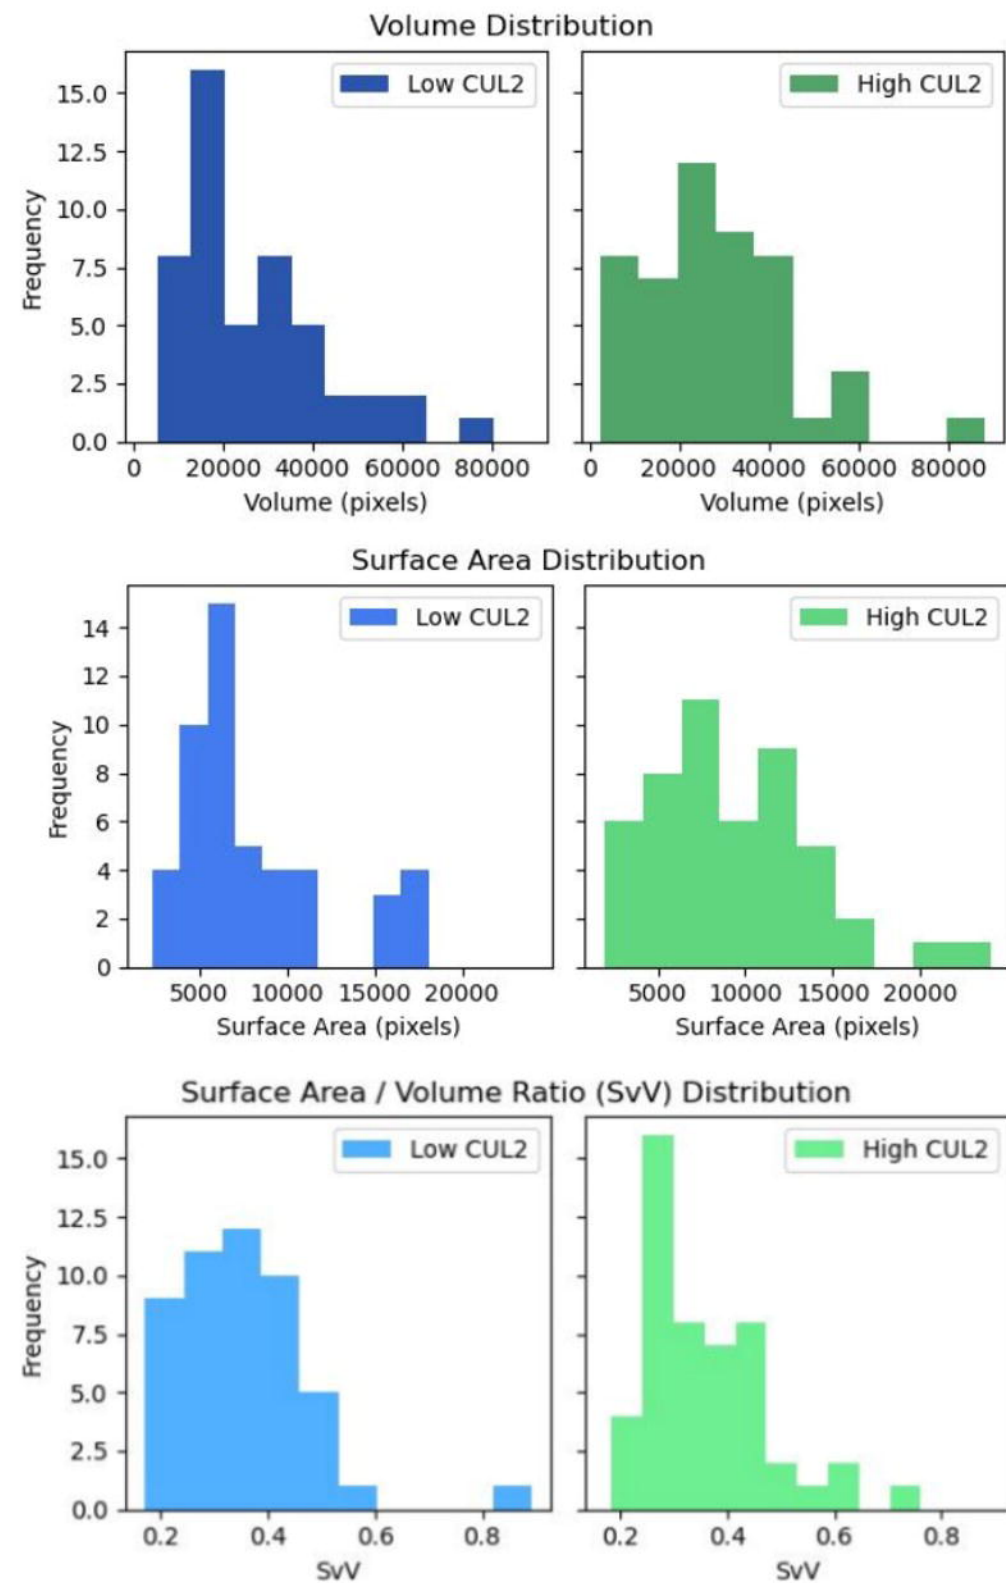 Volume Distribution
Low CUL2
High CUL2
15.0
12.5
10.0
7.5
5.0
2.5
0.0
Frequency
0 20000 40000 60000 80000
0 20000 40000 60000 80000
Volume (pixels)
Volume (pixels)
Surface Area Distribution
Low CUL2
High CUL2
14
12
10
8
6
4
2
0
Frequency
5000 10000 15000 20000
5000 10000 15000 20000
Surface Area (pixels)
Surface Area (pixels)
Surface Area / Volume Ratio (SvV) Distribution
Low CUL2
High CUL2
15.0
12.5
10.0
7.5
5.0
2.5
0.0
Frequency
0.2 0.4 0.6 0.8
0.2 0.4 0.6 0.8
SvV
SvV